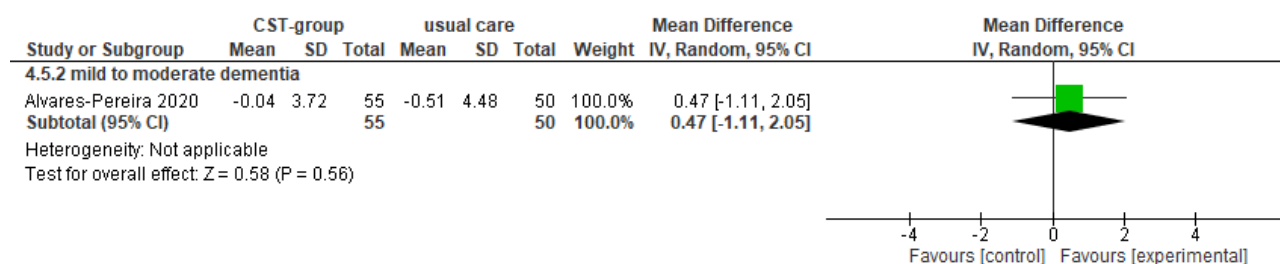 CST-group usual care Mean Difference Mean Difference
Study or Subgroup Mean SD Total Mean SD Total Weight IV, Random, 95% CI IV, Random, 95% CI
4.5.2 mild to moderate dementia
Alvares-Pereira 2020 -0.04 3.72 55 -0.51 4.48 50 100.0% 0.47 [-1.11, 2.05]
Subtotal (95% CI) 55 50 100.0% 0.47 [-1.11, 2.05]
Heterogeneity: Not applicable
Test for overall effect: Z = 0.58 (P = 0.56)
-4 -2 0 2 4
Favours [control] Favours [experimental]